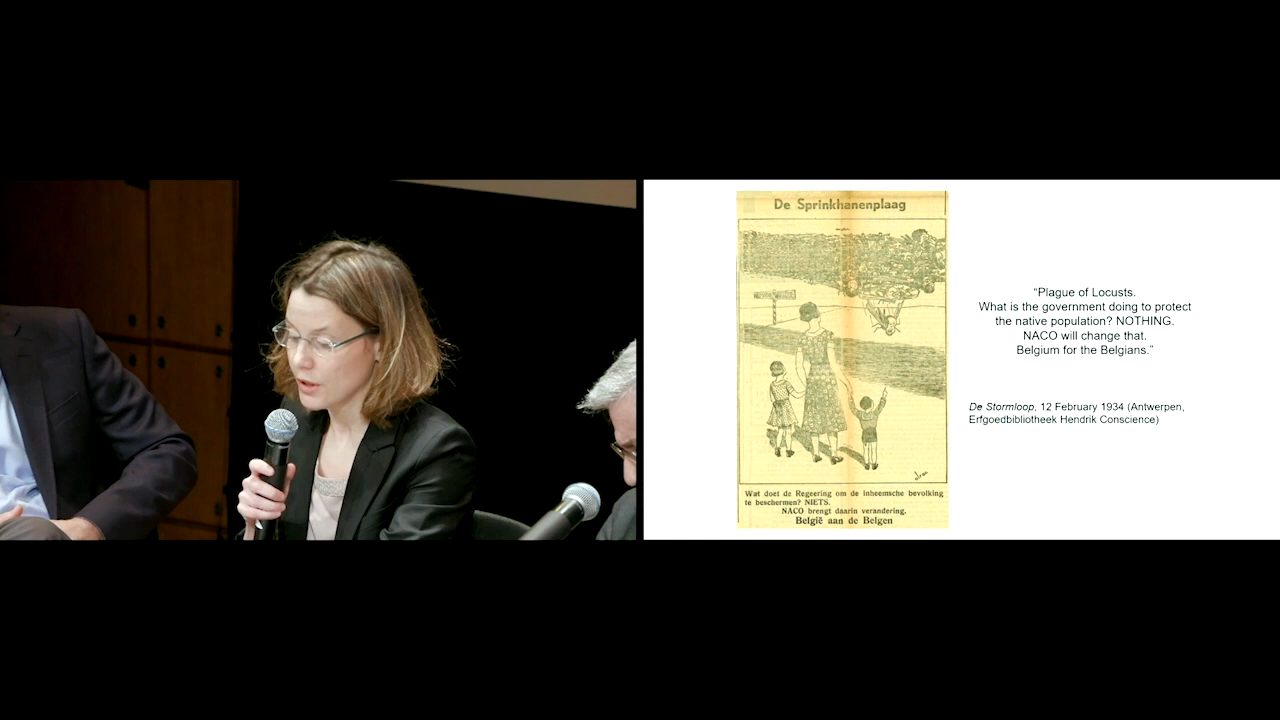 De Sprinkhanenplaag
Wat doet de Regeering om de inheemsche bevolking
te beschermen? NIETS.
NACO brengt daarin verandering.
België aan de Belgen
“Plague of Locusts.
What is the government doing to protect
the native population? NOTHING.
NACO will change that.
Belgium for the Belgians.”
De Stormloop, 12 February 1934 (Antwerpen,
Erfgoedbibliotheek Hendrik Conscience)